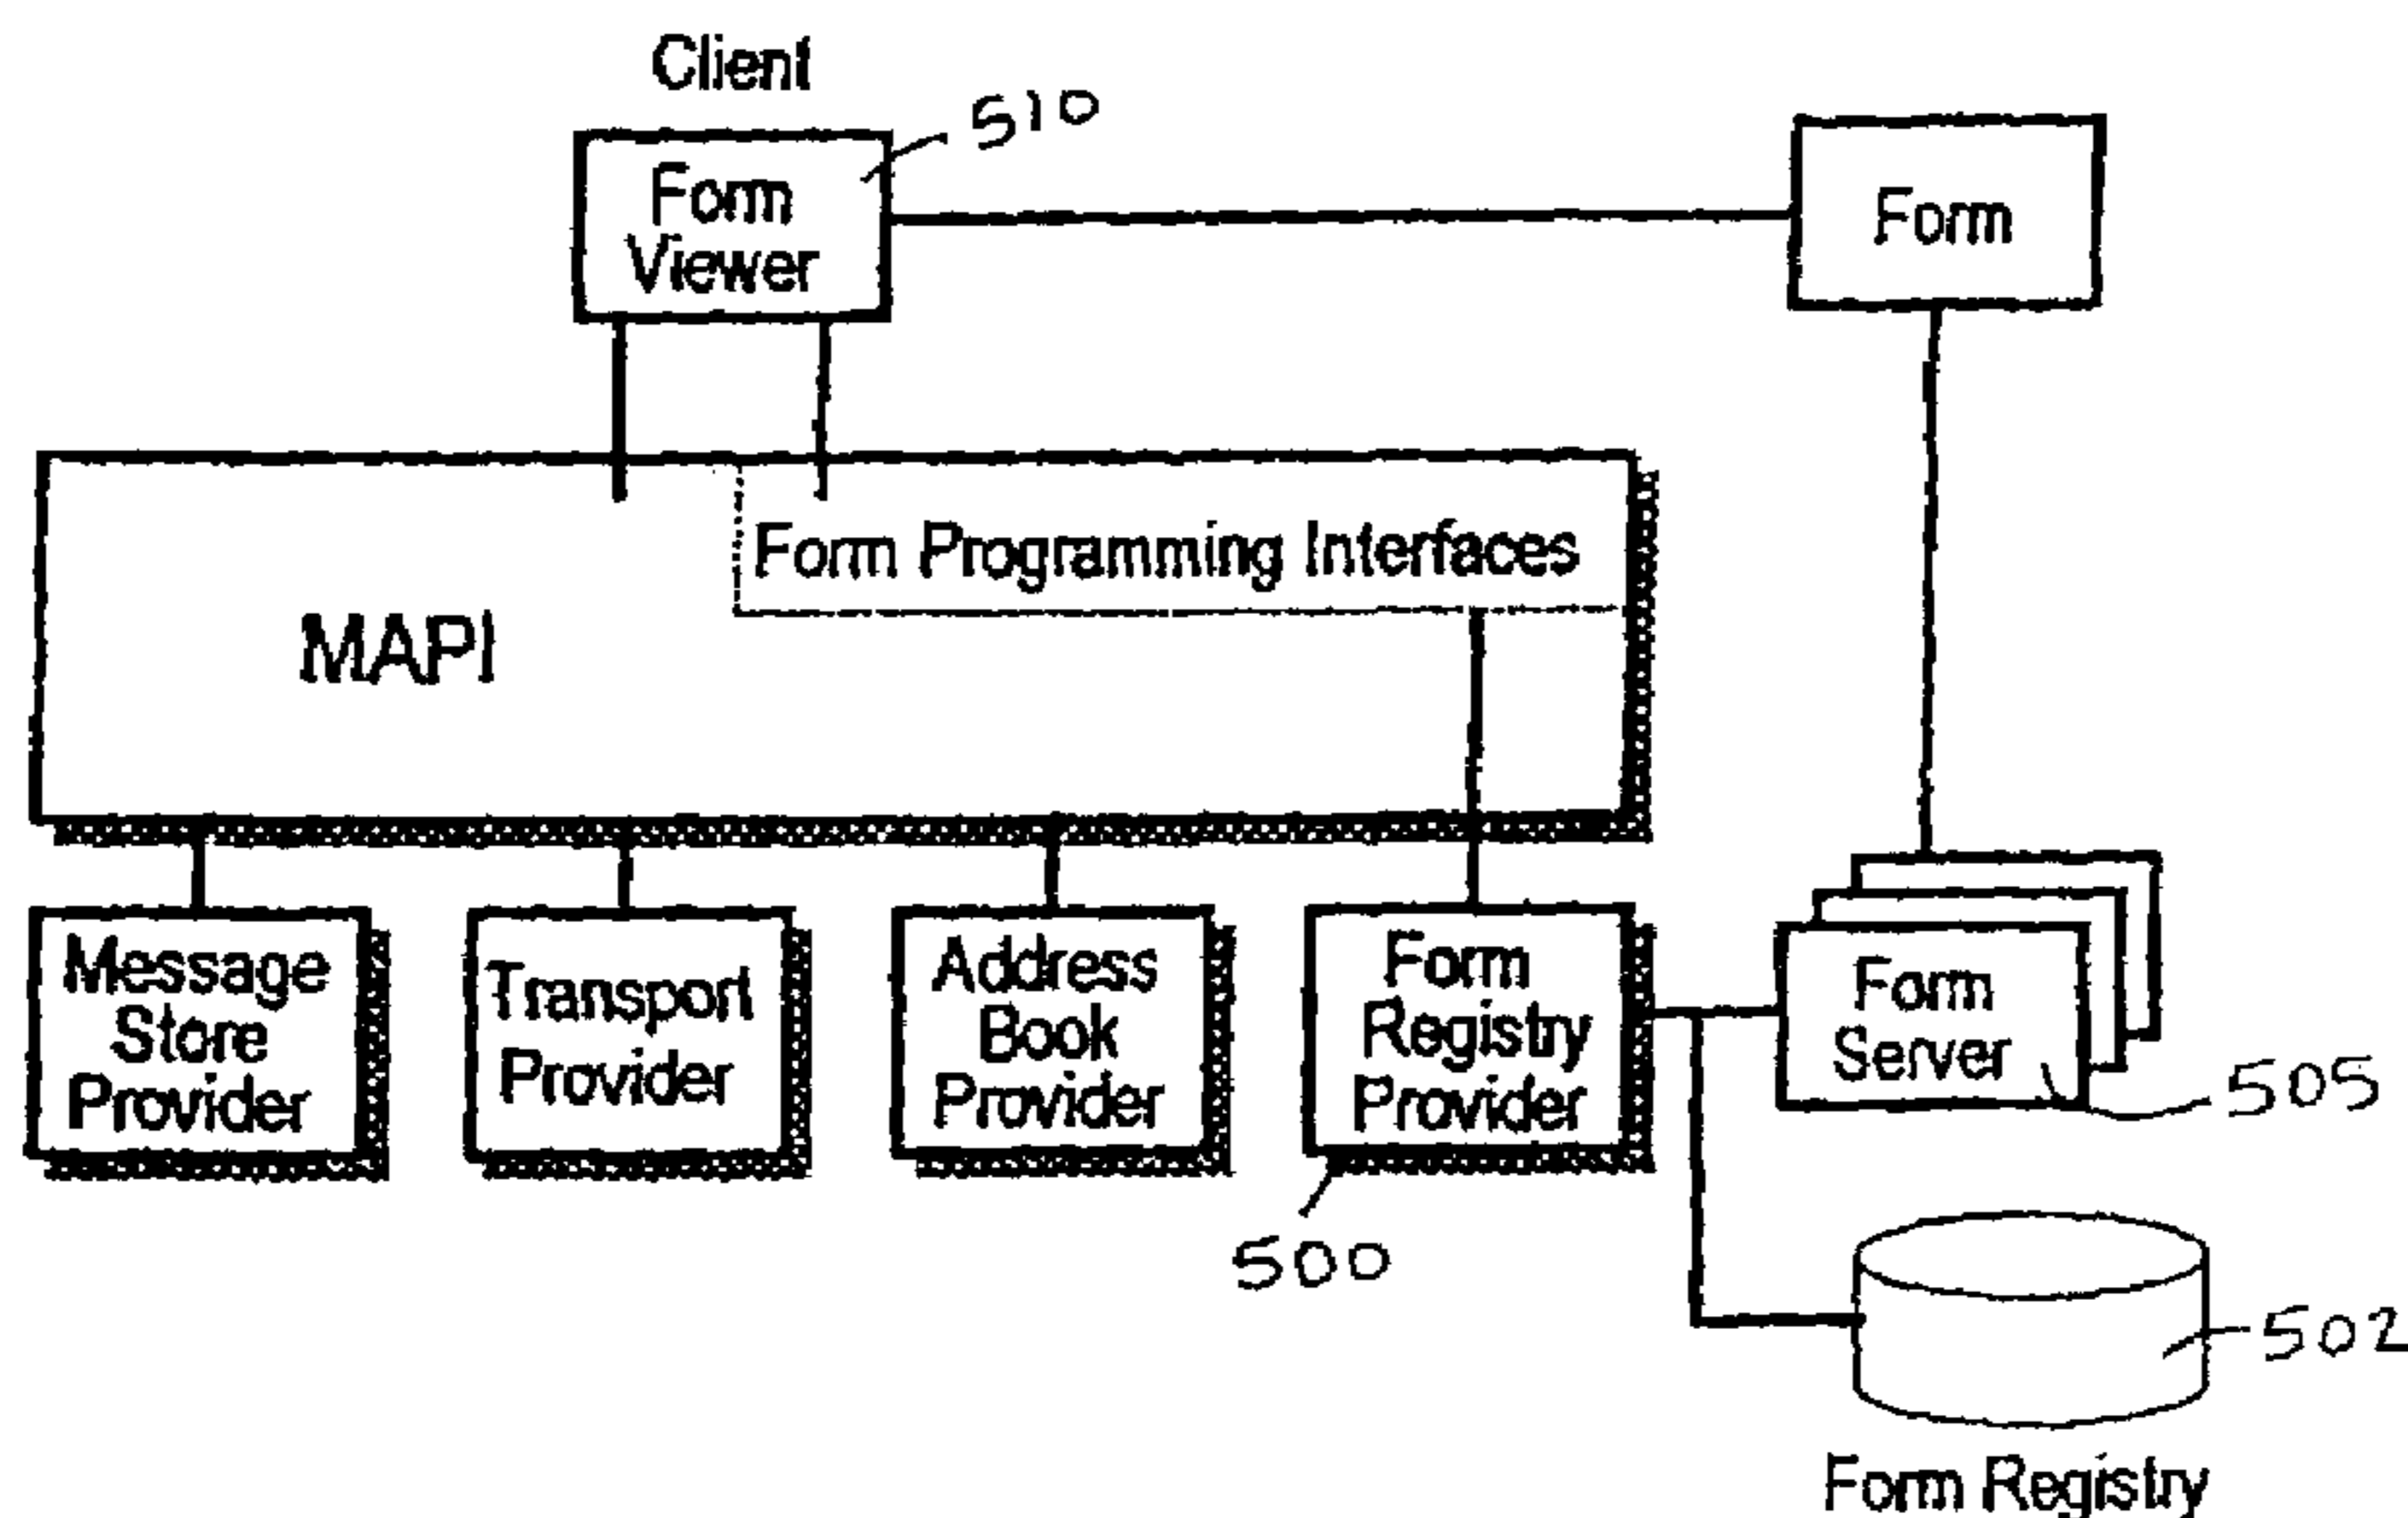 Client
510
Form
Viewer
Form
Form Programming Interfaces
MAPI
Message
Store
Provider
Transport
Provider
Address
Book
Provider
Form
Registry
Provider
Form
Server
505
500
502
Form Registry